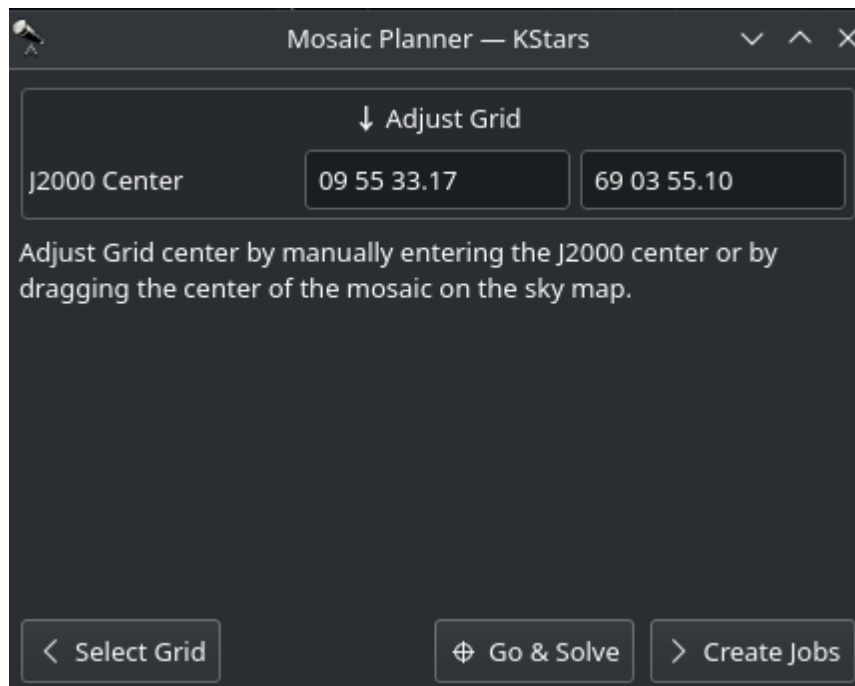 Mosaic Planner — KStars
↓ Adjust Grid
J2000 Center 09 55 33.17 69 03 55.10
Adjust Grid center by manually entering the J2000 center or by
dragging the center of the mosaic on the sky map.
Select Grid Go & Solve Create Jobs